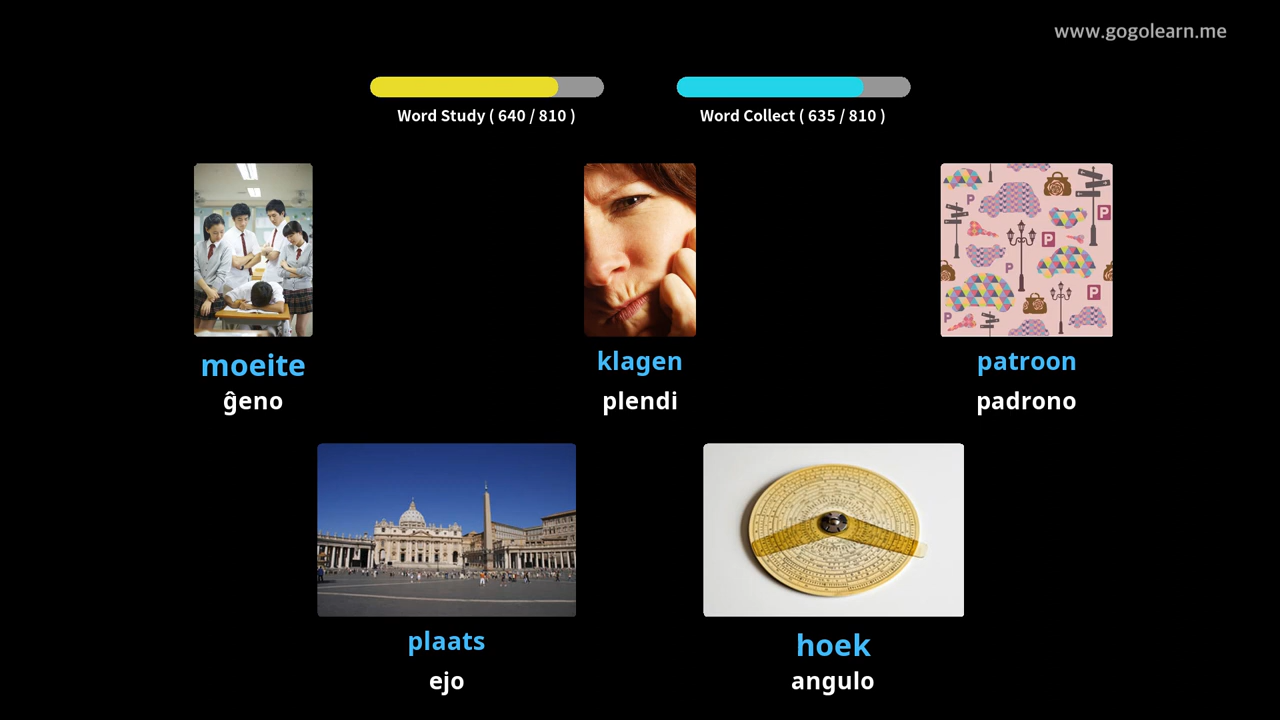 www.gogolearn.me
Word Study ( 640 / 810 )
Word Collect ( 635 / 810 )
moeite
ĝeno
klagen
plendi
patroon
padrono
plaats
ejo
hoek
angulo